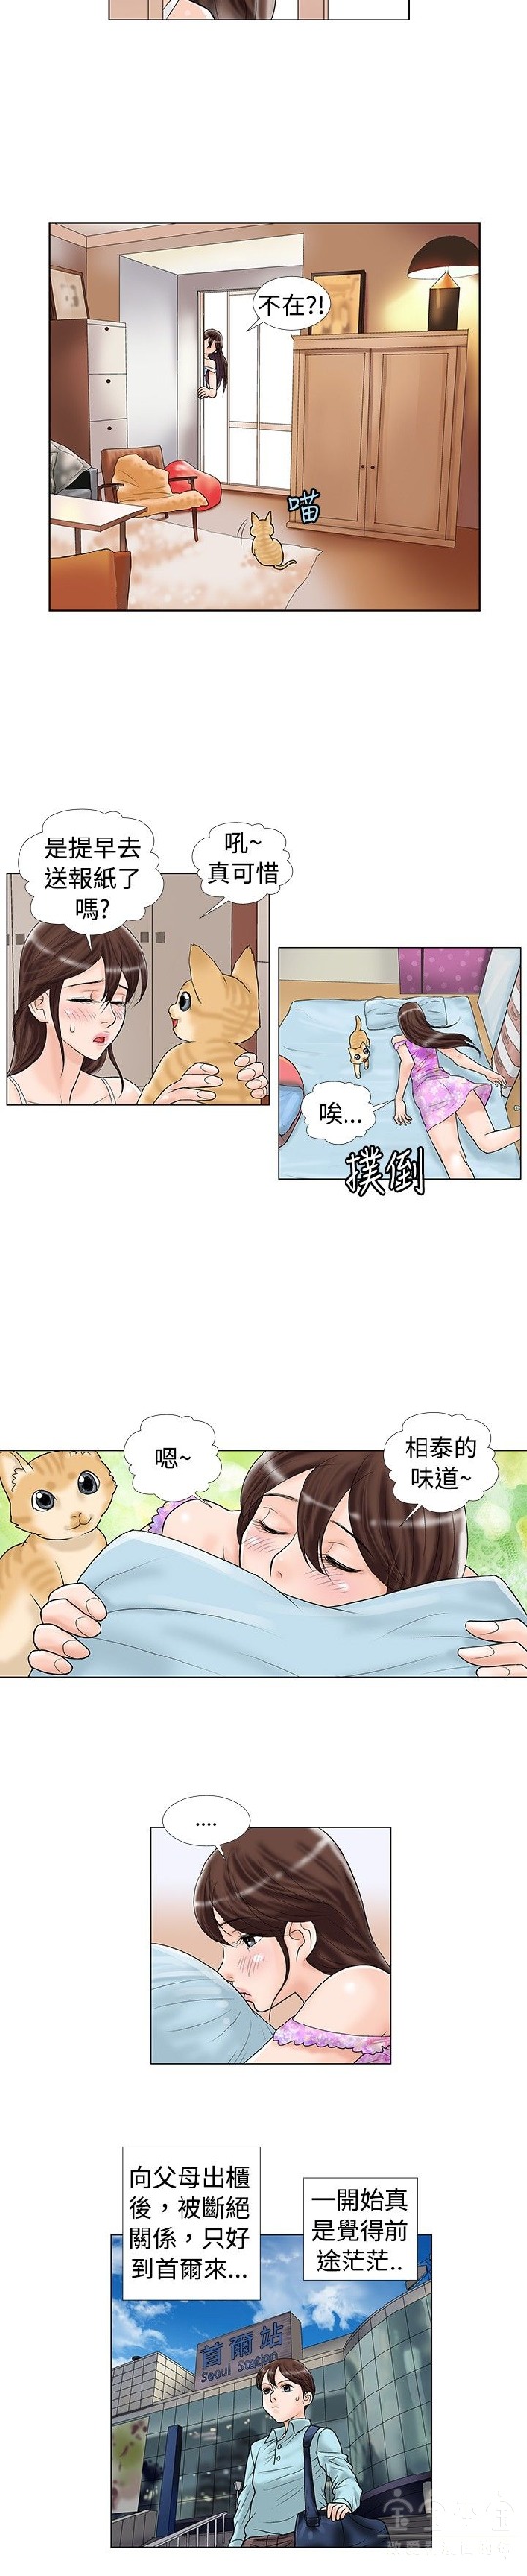 不在?!
喵
是提早去
送報紙了
嗎?
吼~
真可惜
唉...
撲倒
嗯~
相泰的
味道~
....
向父母出櫃
後，被斷絕
關係，只好
到首爾來...
一開始真
是覺得前
途茫茫..
首爾站
Seoul Station